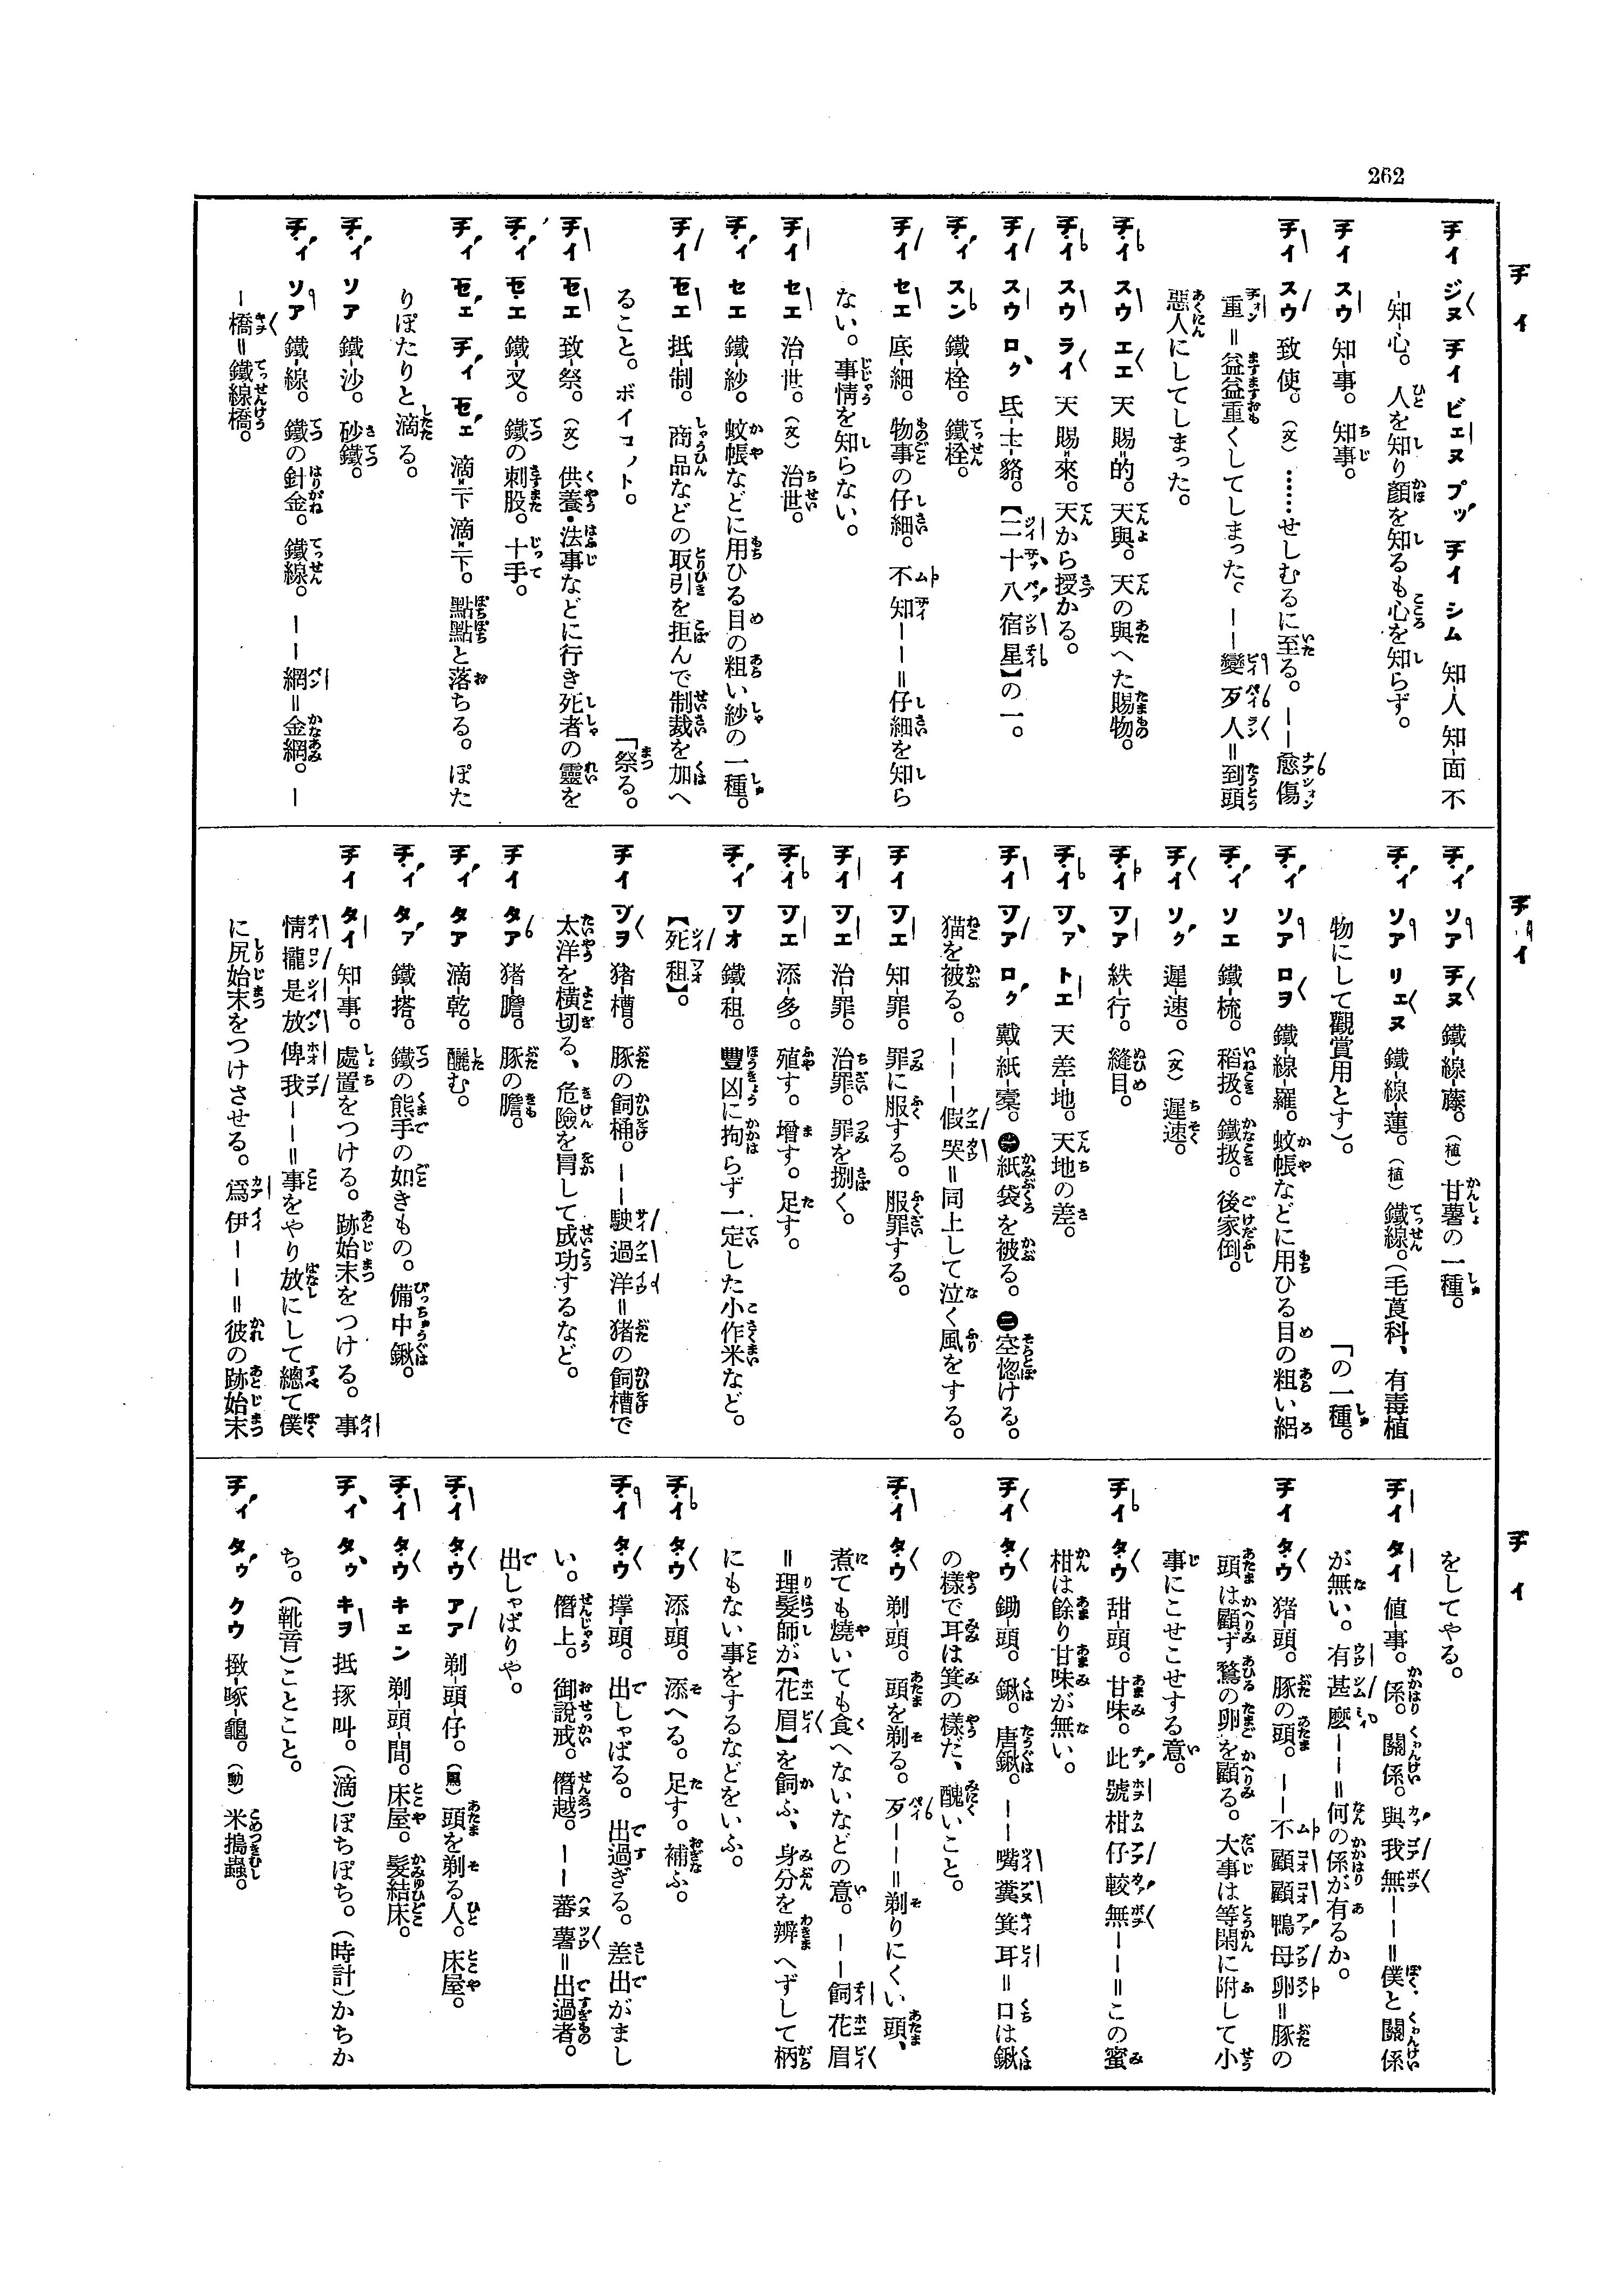 262
チイ
チイ
チイ
チイ ジヌ チイ ビエヌ プッ チイ シム 知-人 知-面 不
-知-心。 人を知り顏を知るも心を知らず。
チイ スウ 知-事。 知事。
チイ スウ 致使。(文)……せしむるに至る。——愈傷
重=益益重くしてしまった。——變歹人=到頭
惡人にしてしまった。
チイ スウ エエ 天賜=的。 天與。天の與へた賜物。
チイ スウ ライ 天賜=來。 天から授かる。
チイ スウ ロク 氐-士-貉。【二十八宿星】の一。
チイ スン 鐵-栓。 鐵栓。
チイ セエ 底-細。 物事の仔細。 不知——=仔細を知ら
ない。事情を知らない。
チイ セエ 治-世。(文)治世。
チイ セエ 鐵-紗。 蚊帳などに用ひる目の粗い紗の一種。
チイ セエ 抵-制。 商品などの取引を拒んで制裁を加へ
ること。ボイコット。 「祭る。
チイ セエ 致-祭。(文)供養・法事などに行き死者の靈を
チイ セエ 鐵-叉。 鐵の刺股。十手。
チイ セエ チイ セエ 滴=下 滴=下。 點點と落ちる。ぽた
りぽたりと滴る。
チイ ソア 鐵-沙。 砂鐵。
チイ ソア 鐵-線。 鐵の針金。鐵線。——網=金網。—
—橋=鐵線橋。
チイ ソア チヌ 鐵-線-藤。(植)甘薯の一種。
チイ ソア リエヌ 鐵-線-蓮。(植)鐵線。(毛茛科、有毒植
物にして觀賞用とす)。 「の一種。
チイ ソア ロヲ 鐵-線-羅。蚊帳などに用ひる目の粗い絽
チイ ソエ 鐵-梳。 稻扱。鐵扱。後家倒。
チイ ソク 遲-速。(文)遲速。
チイ ツア 紩-行。 縫目。
チイ ツア トエ 天 差-地。天地の差。
チイ ツア ロク 戴-紙-橐。㊀紙袋を被る。㊁空惚ける。
猫を被る。———假哭=同上して泣く風をする。
チイ ツエ 知-罪。 罪に服する。服罪する。
チイ ツエ 治-罪。 治罪。罪を捌く。
チイ ツエ 添-多。 殖す。增す。足す。
チイ ツオ 鐵-租。 豐凶に拘らず一定した小作米など。
【死租】。
チイ ツヲ 猪-槽。 豚の飼桶。——駛過洋=猪の飼槽で
太洋を橫切る、危險を冐して成功するなど。
チイ タア 猪膽。 豚の膽。
チイ タア 滴-乾。 釃む。
チイ タア 鐵-搭。 鐵の熊手の如きもの。備中鍬。
チイ タイ 知-事。 處置をつける。跡始末をつける。事
情攏是放俾我——=事をやり放にして總て僕
に尻始末をつけさせる。爲伊——=彼の跡始末
をしてやる。
チイ タイ 値-事。 係。關係。與我無——=僕と關係
が無い。有甚麼——=何の係が有るか。
チイ タウ 猪-頭。 豚の頭。——不顧顧鴨母卵=豚の
頭は顧ず鶩の卵を顧る。大事は等閑に附して小
事にこせこせする意。
チイ タウ 甜-頭。 甘味。此號柑仔較無——=この蜜
柑は餘り甘味が無い。
チイ タウ 鋤-頭。 鍬。唐鍬。——嘴糞箕耳=口は鍬
の樣で耳は箕の樣だ、醜いこと。
チイ タウ 剃-頭。 頭を剃る。歹——=剃りにくい頭、
煮ても燒いても食へないなどの意。——飼花眉
=理髮師が【花眉】を飼ふ、身分を辨へずして柄
にもない事をするなどをいふ。
チイ タウ 添-頭。 添へる。足す。補ふ。
チイ タウ 撑-頭。 出しゃばる。出過ぎる。差出がまし
い。僭上。御說戒。僭越。——蕃薯=出過者。
出しゃばりや。
チイ タウ アア 剃-頭-仔。(罵)頭を剃る人。床屋。
チイ タウ キエン 剃-頭-間。床屋。髮結床。
チイ タウ キヲ 抵 揼 叫。(滴)ぽちぽち。(時計)かちか
ち。(靴音)ことこと。
チイ タウ クウ 啄-龜。(動)米搗蟲。